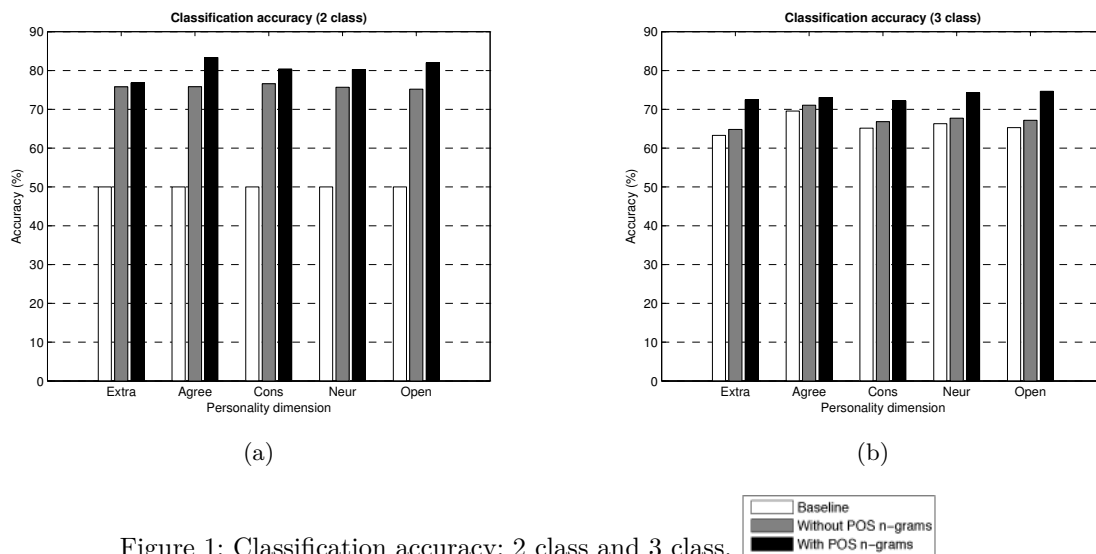 Classification accuracy (2 class)
90
80
70
60
50
40
30
20
10
0
Accuracy (%)
Extra Agree Cons Neur Open
Personality dimension
(a)
Classification accuracy (3 class)
90
80
70
60
50
40
30
20
10
0
Accuracy (%)
Extra Agree Cons Neur Open
Personality dimension
(b)
Baseline
Without POS n-grams
With POS n-grams
Figure 1: Classification accuracy: 2 class and 3 class.